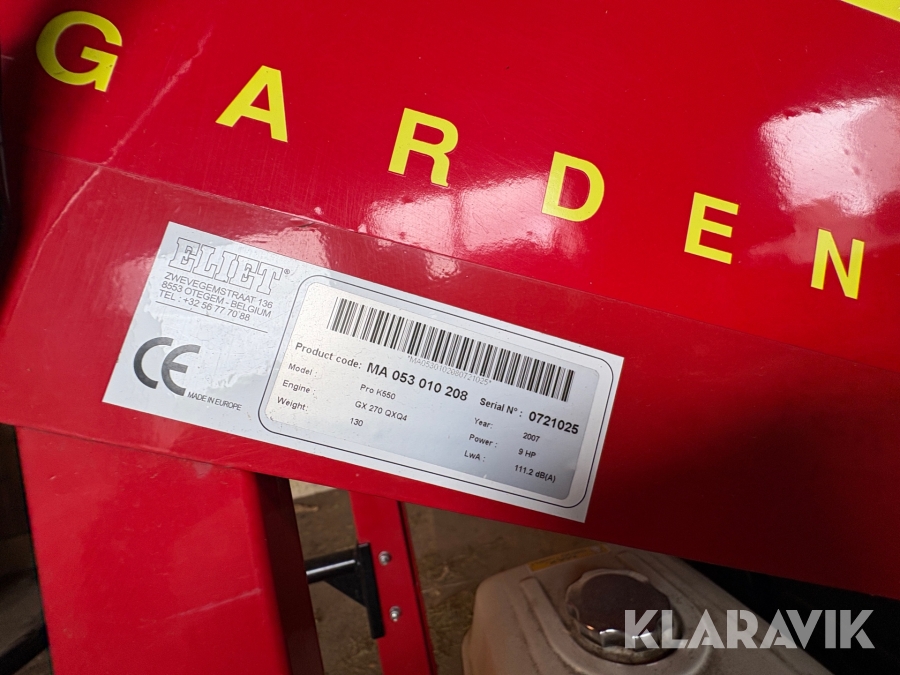 GARDEN
ELIET®
ZWEVEGEMSTRAAT 136
8553 OTEGEM - BELGIUM
TEL : +32 56 77 70 88
CE
MADE IN EUROPE
*MA0530102080721025*
Product code: MA 053 010 208 Serial N° : 0721025
Model : Pro K550 Year: 2007
Engine : GX 270 QXQ4 Power : 9 HP
Weight: 130 LwA : 111.2 dB(A)
KLARAVIK